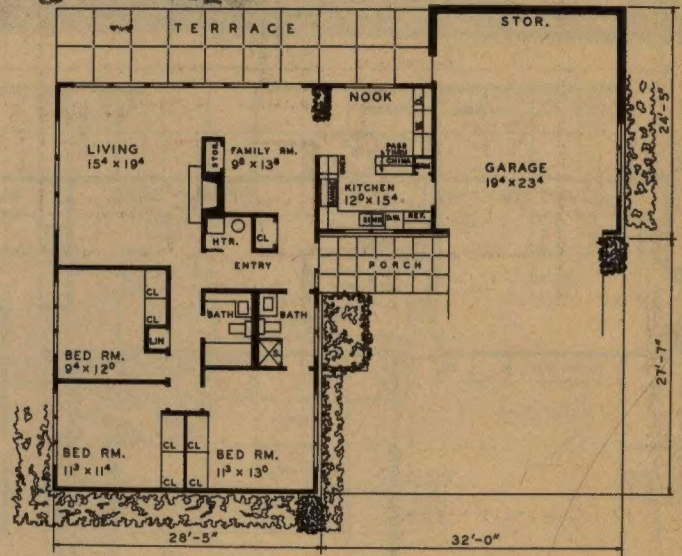 TERRACE
STOR.
NOOK
D.
W.
LIVING
15⁴ × 19⁴
STOR.
FAMILY RM.
9⁸ × 13⁸
PASS
THRU
CHINA
OVEN
GARAGE
19⁴ × 23⁴
24'-5"
KITCHEN
12⁰ × 15⁴
SINK
D.W.
REF.
HTR.
CL
ENTRY
PORCH
CL
CL
LIN
BATH
BATH
S.
BED RM.
9⁴ × 12⁰
27'-7"
CL
CL
BED RM.
11³ × 11⁴
BED RM.
11³ × 13⁰
CL
CL
28'-5"
32'-0"